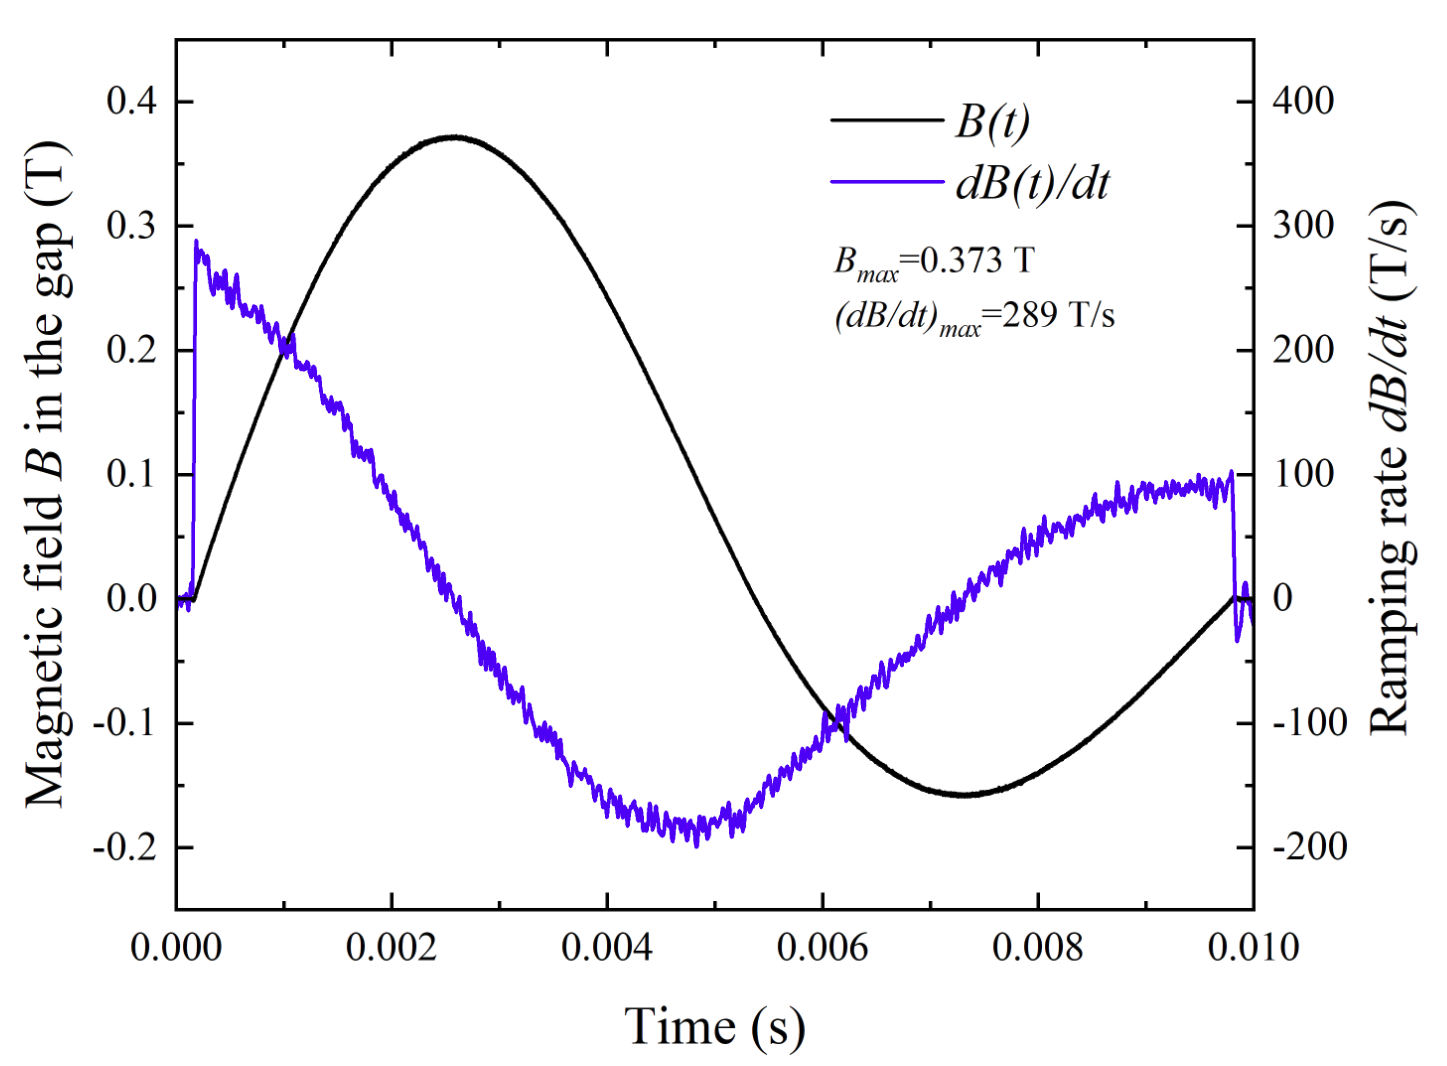 B(t)
dB(t)/dt
Bmax=0.373 T
(dB/dt)max=289 T/s
Magnetic field B in the gap (T)
0.4
0.3
0.2
0.1
0.0
-0.1
-0.2
400
300
200
100
0
-100
-200
Ramping rate dB/dt (T/s)
0.000 0.002 0.004 0.006 0.008 0.010
Time (s)